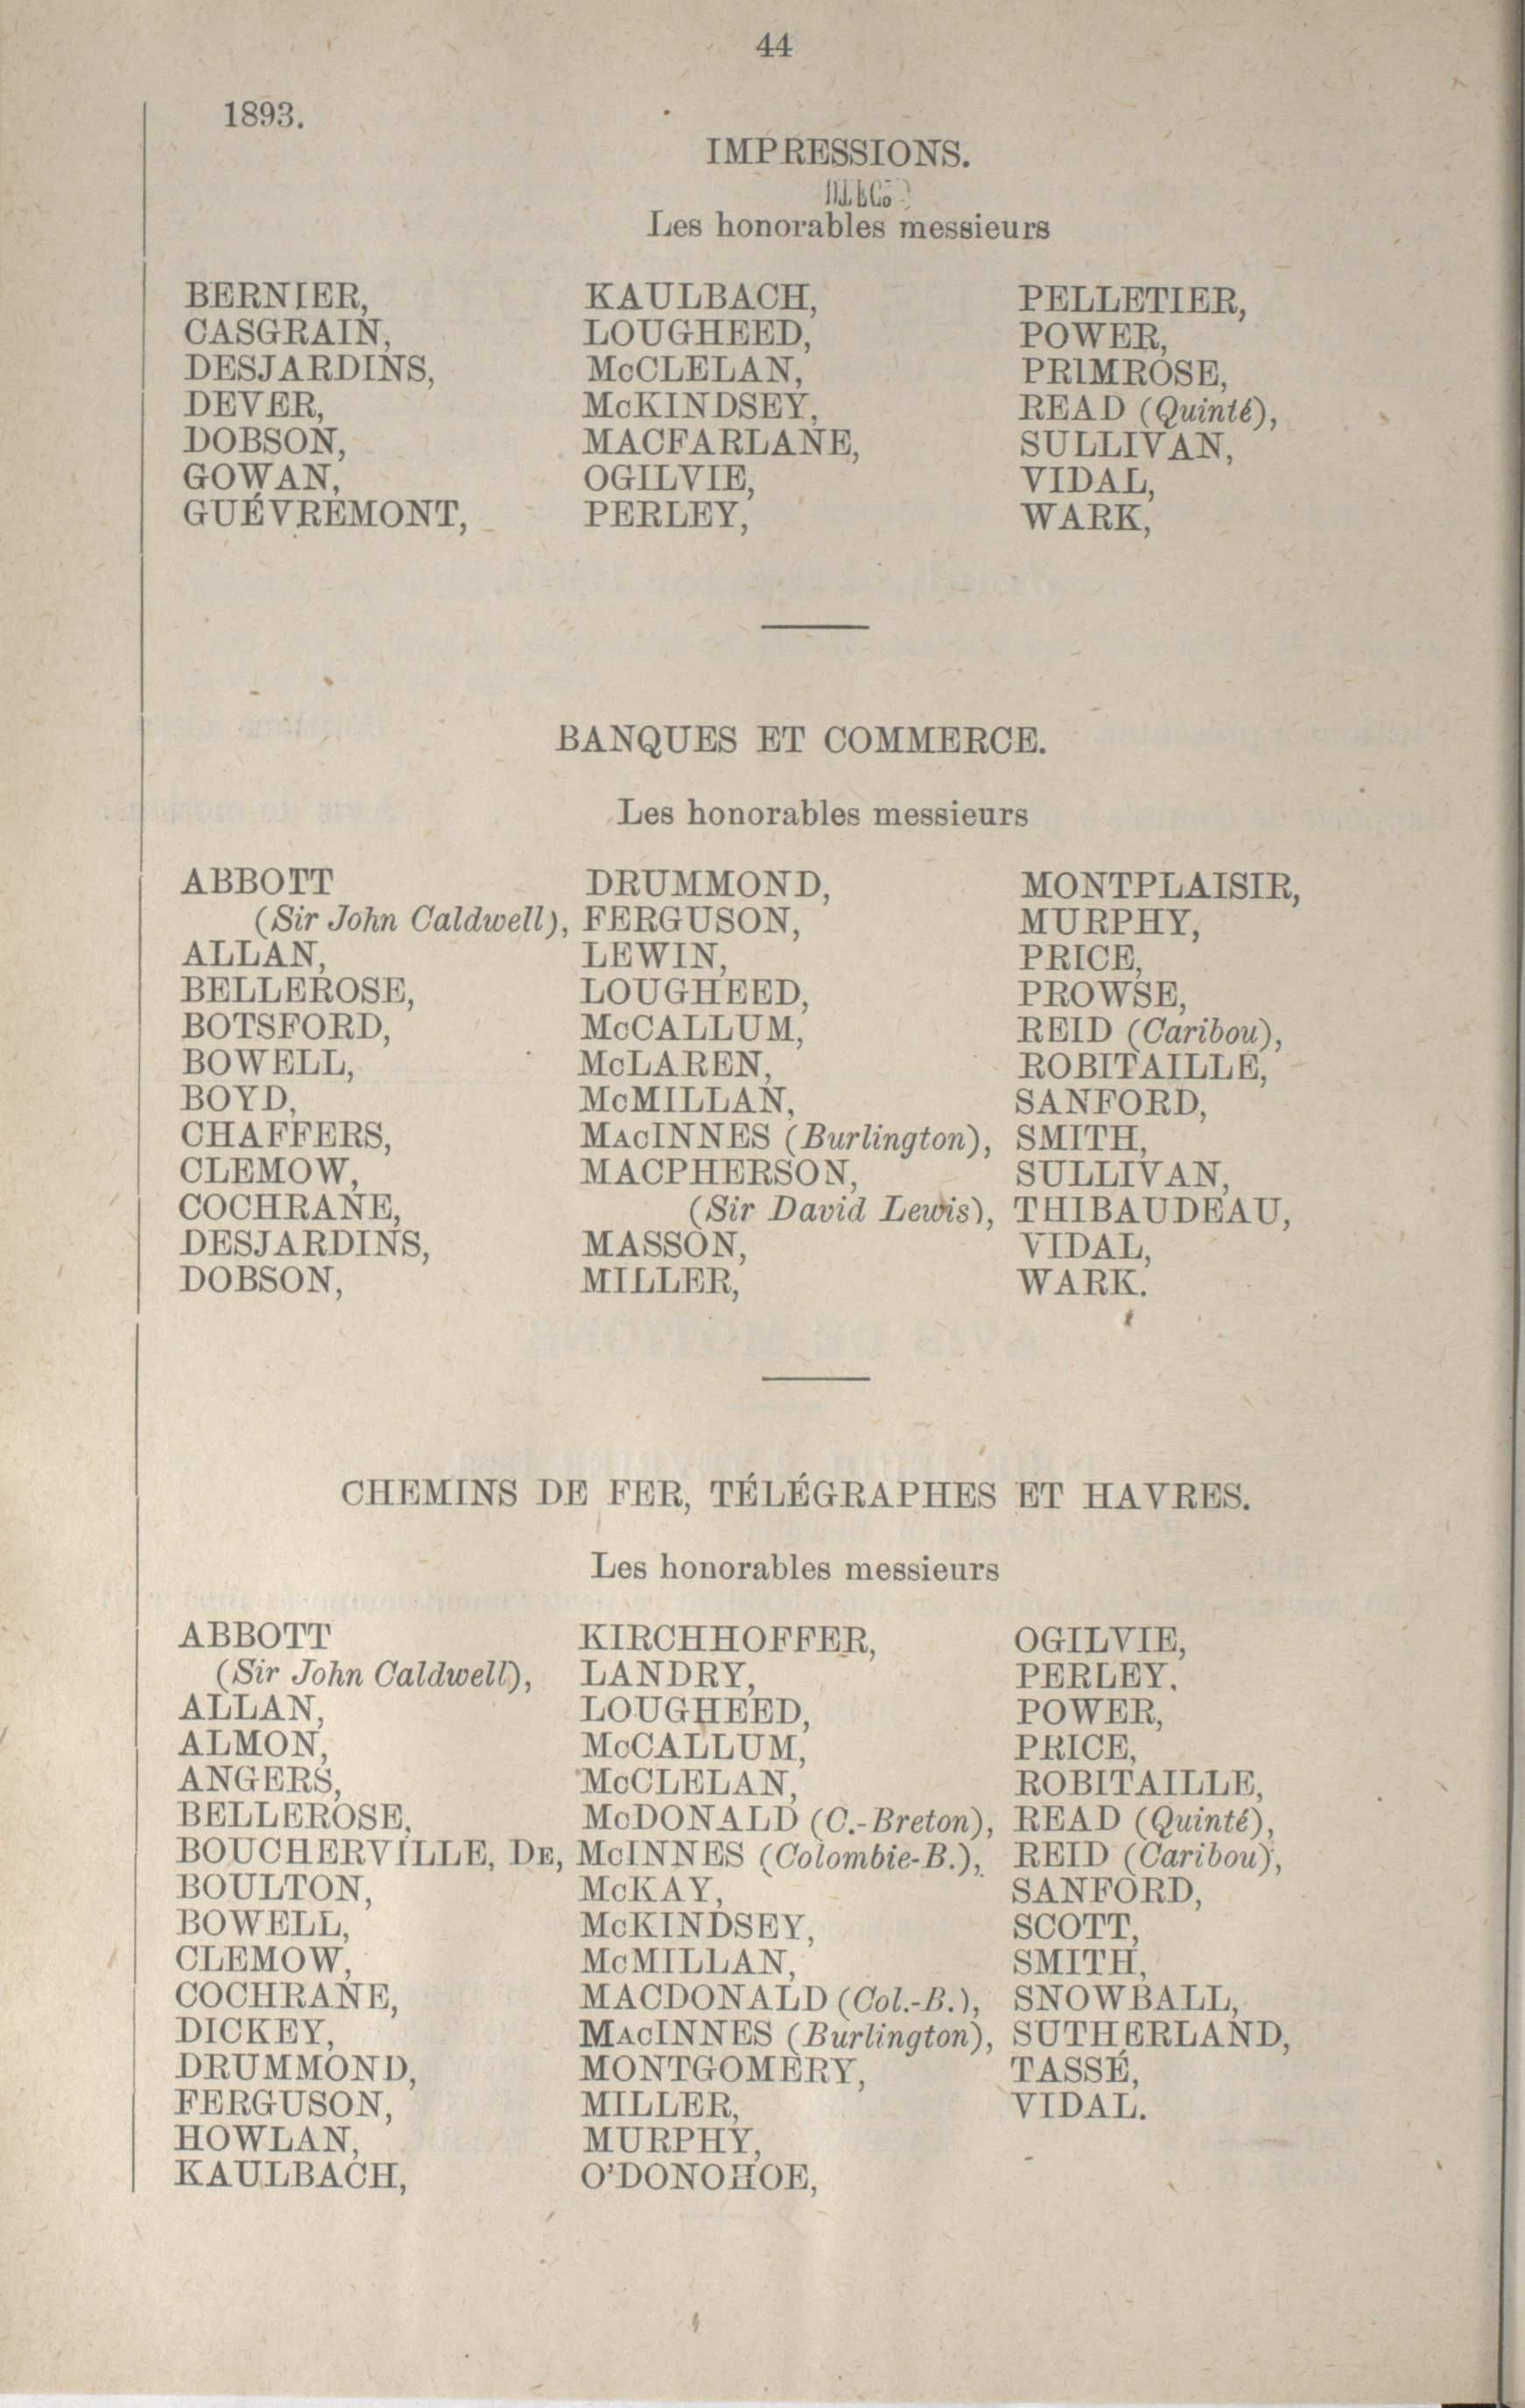 44
1893.
IMPRESSIONS.
Les honorables messieurs
BERNIER, KAULBACH, PELLETIER,
CASGRAIN, LOUGHEED, POWER,
DESJARDINS, McCLELAN, PRIMROSE,
DEVER, McKINDSEY, READ (Quinté),
DOBSON, MACFARLANE, SULLIVAN,
GOWAN, OGILVIE, VIDAL,
GUÉVREMONT, PERLEY, WARK,
BANQUES ET COMMERCE.
Les honorables messieurs
ABBOTT DRUMMOND, MONTPLAISIR,
(Sir John Caldwell), FERGUSON, MURPHY,
ALLAN, LEWIN, PRICE,
BELLEROSE, LOUGHEED, PROWSE,
BOTSFORD, McCALLUM, REID (Caribou),
BOWELL, McLAREN, ROBITAILLE,
BOYD, McMILLAN, SANFORD,
CHAFFERS, MacINNES (Burlington), SMITH,
CLEMOW, MACPHERSON, SULLIVAN,
COCHRANE, (Sir David Lewis), THIBAUDEAU,
DESJARDINS, MASSON, VIDAL,
DOBSON, MILLER, WARK.
CHEMINS DE FER, TÉLÉGRAPHES ET HAVRES.
Les honorables messieurs
ABBOTT KIRCHHOFFER, OGILVIE,
(Sir John Caldwell), LANDRY, PERLEY,
ALLAN, LOUGHEED, POWER,
ALMON, McCALLUM, PRICE,
ANGERS, McCLELAN, ROBITAILLE,
BELLEROSE, McDONALD (C.-Breton), READ (Quinté),
BOUCHERVILLE, De, McINNES (Colombie-B.), REID (Caribou),
BOULTON, McKAY, SANFORD,
BOWELL, McKINDSEY, SCOTT,
CLEMOW, McMILLAN, SMITH,
COCHRANE, MACDONALD (Col.-B.), SNOWBALL,
DICKEY, MacINNES (Burlington), SUTHERLAND,
DRUMMOND, MONTGOMERY, TASSÉ,
FERGUSON, MILLER, VIDAL.
HOWLAN, MURPHY,
KAULBACH, O'DONOHOE,